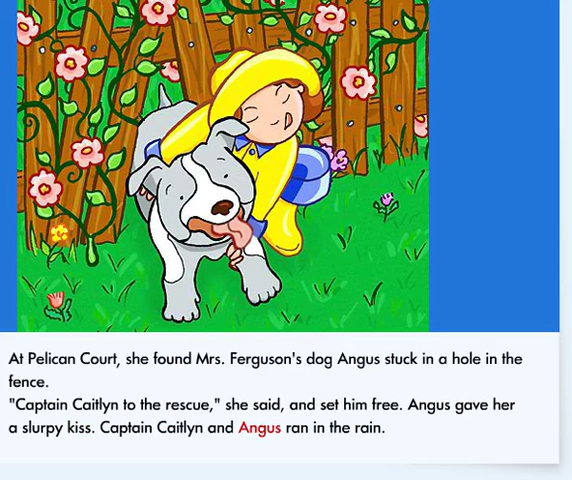 At Pelican Court, she found Mrs. Ferguson's dog Angus stuck in a hole in the
fence.
"Captain Caitlyn to the rescue," she said, and set him free. Angus gave her
a slurpy kiss. Captain Caitlyn and Angus ran in the rain.